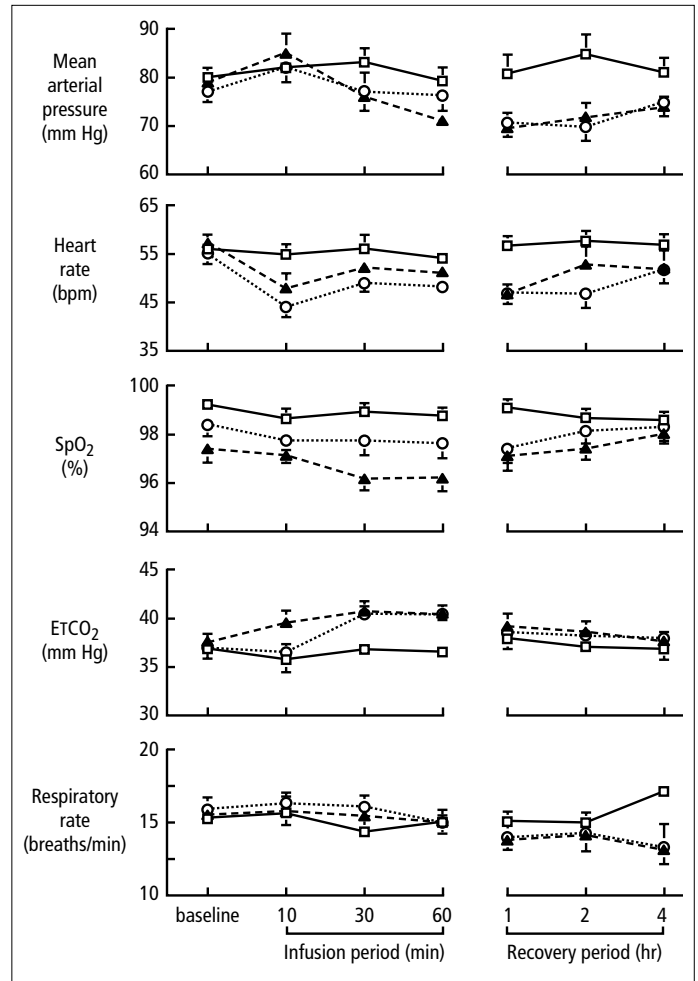 Mean
arterial
pressure
(mm Hg)
90
80
70
60
Heart
rate
(bpm)
65
55
45
35
SpO₂
(%)
100
98
96
94
ETCO₂
(mm Hg)
45
40
35
30
Respiratory
rate
(breaths/min)
20
15
10
baseline 10 30 60 1 2 4
Infusion period (min) Recovery period (hr)